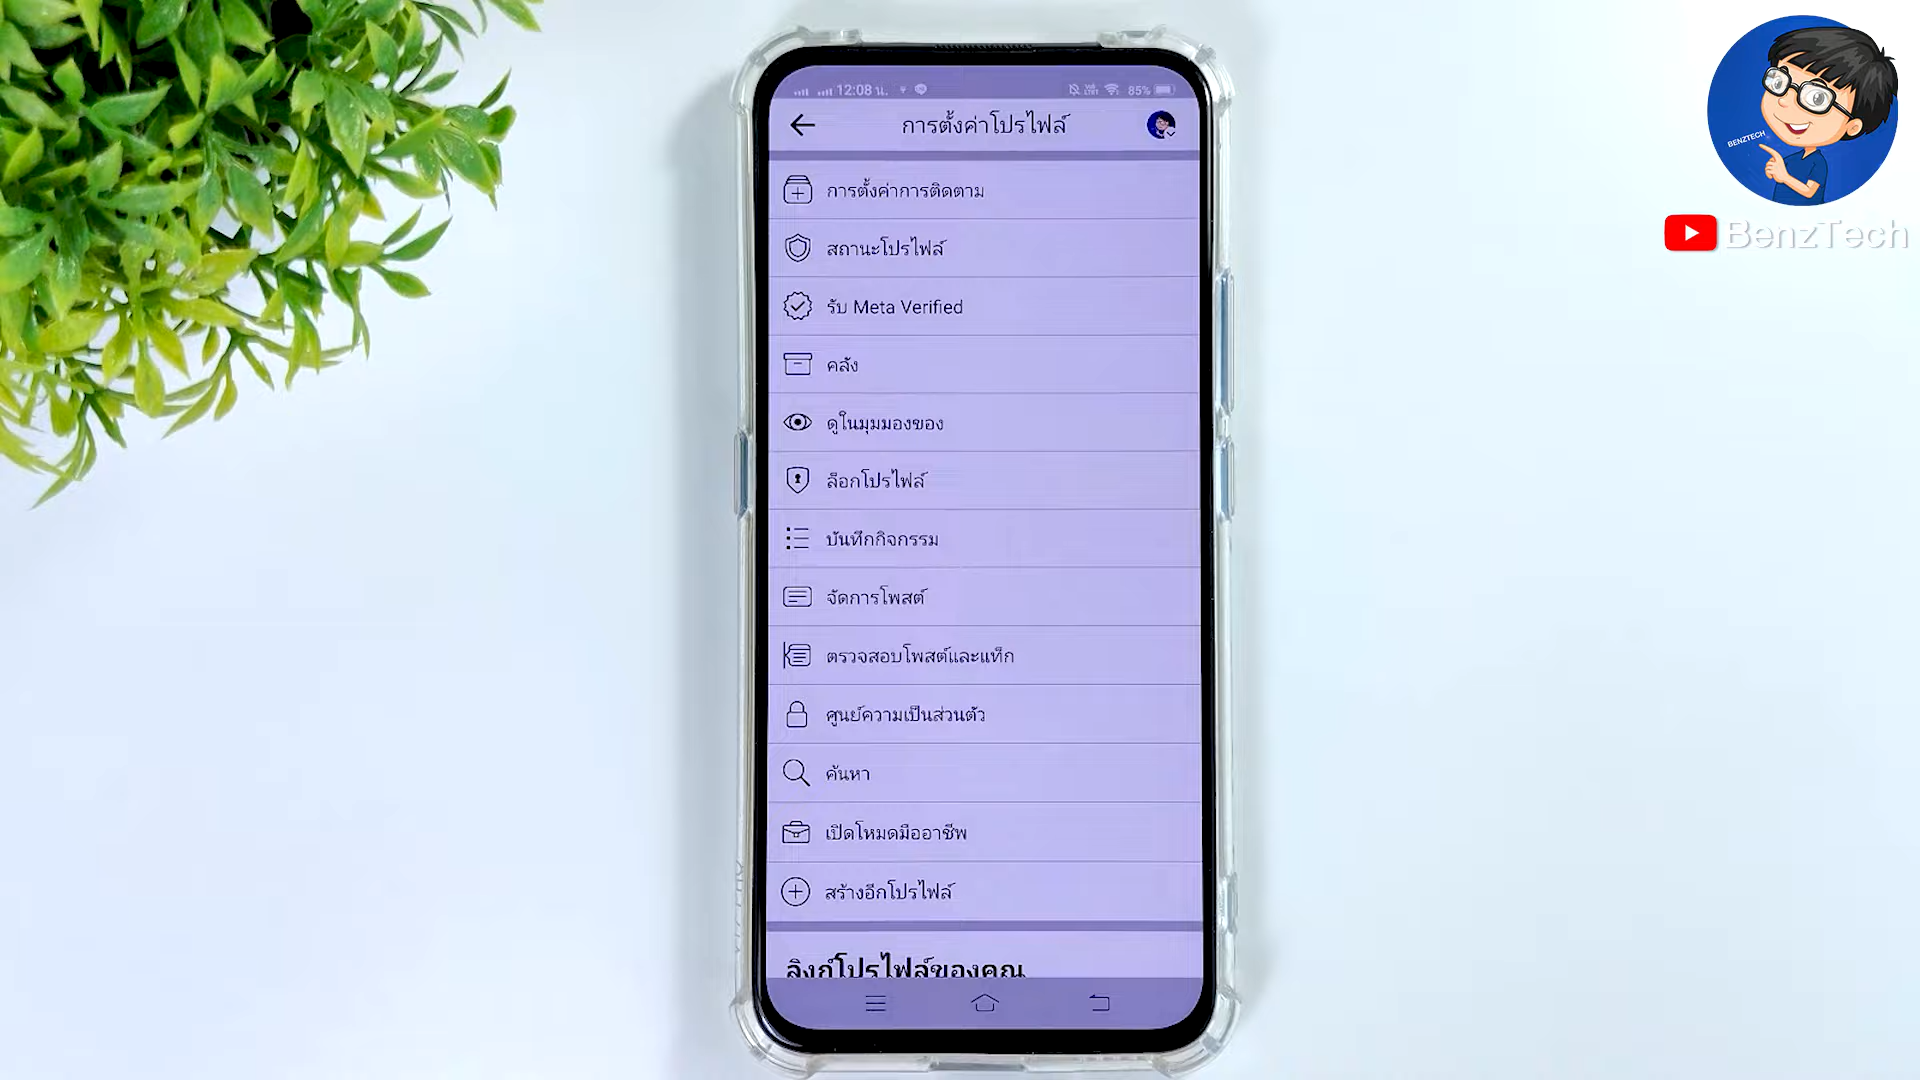 12:08 น.
85%
การตั้งค่าโปรไฟล์
การตั้งค่าการติดตาม
สถานะโปรไฟล์
รับ Meta Verified
คลัง
ดูในมุมมองของ
ล็อกโปรไฟล์
บันทึกกิจกรรม
จัดการโพสต์
ตรวจสอบโพสต์และแท็ก
ศูนย์ความเป็นส่วนตัว
ค้นหา
เปิดโหมดมืออาชีพ
สร้างอีกโปรไฟล์
ลิงก์โปรไฟล์ของคุณ
BENZTECH
BenzTech